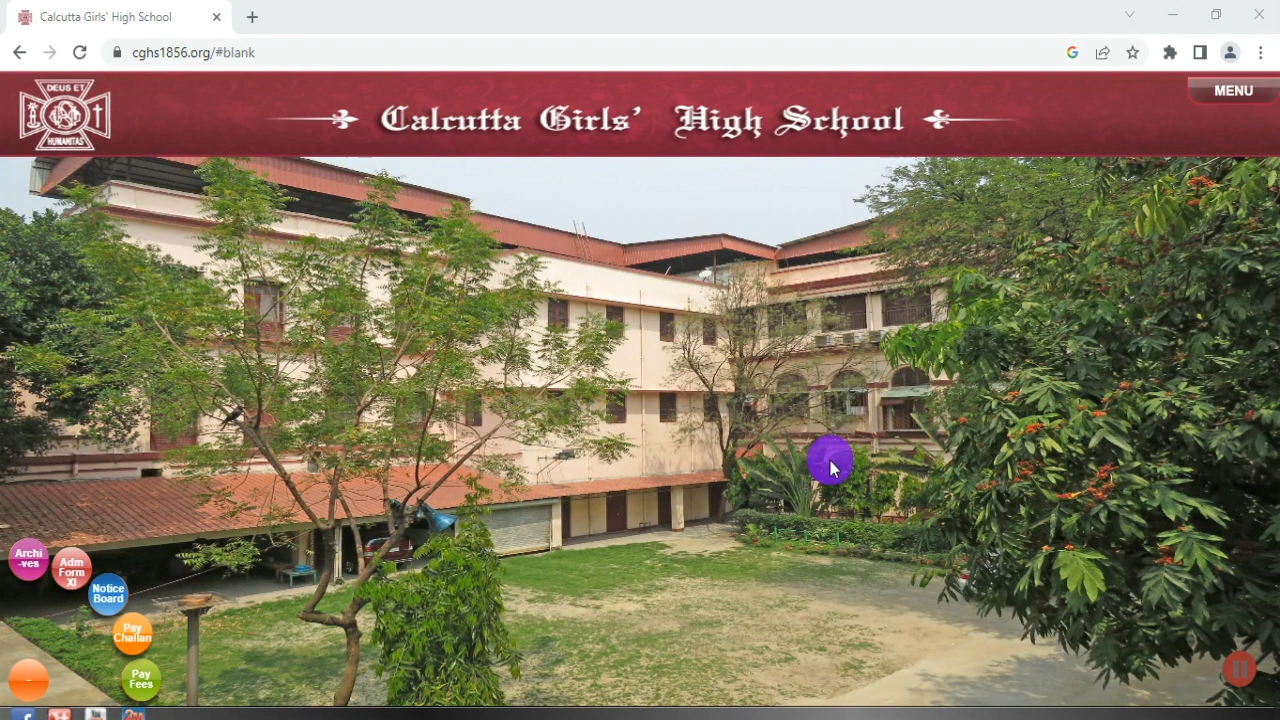 Calcutta Girls' High School
cghs1856.org/#blank
DEUS ET
HUMANITAS
Calcutta Girls' High School
MENU
Archi
-ves
Adm
Form
XI
Notice
Board
Pay
Challan
Pay
Fees
-